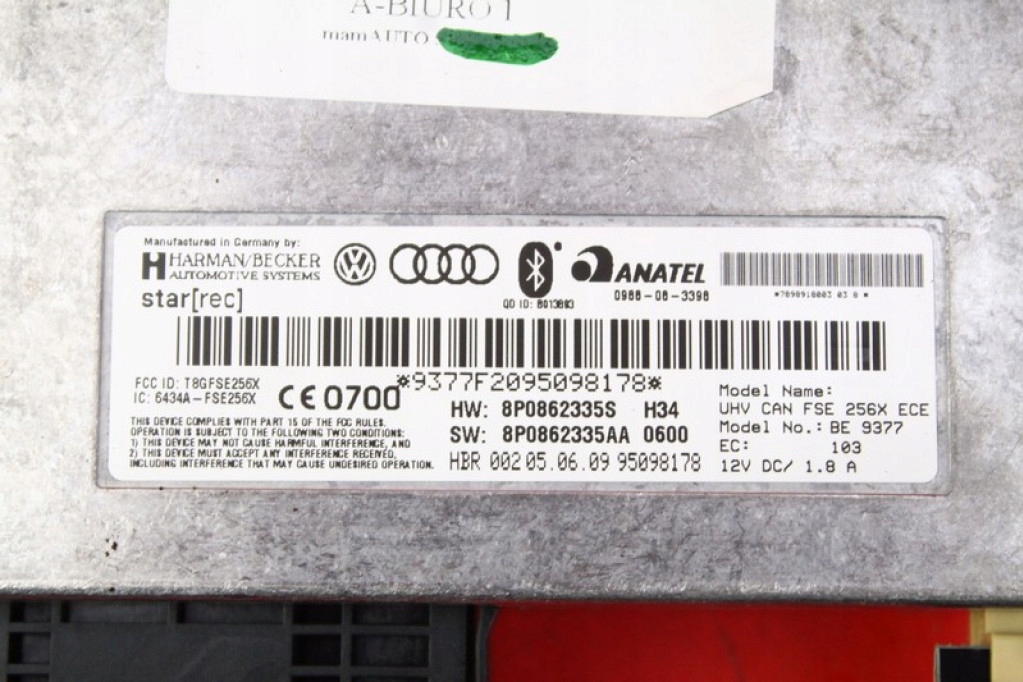 A-BIURO 1
mamAUTO
Manufactured in Germany by:
HARMAN/BECKER
AUTOMOTIVE SYSTEMS
star[rec]
QD ID: B013883
ANATEL
0988-08-3398
*7898918003 03 8 *
*9377F2095098178*
FCC ID: T8GFSE256X
IC: 6434A-FSE256X
CE 0700
THIS DEVICE COMPLIES WITH PART 15 OF THE FCC RULES.
OPERATION IS SUBJECT TO THE FOLLOWING TWO CONDITIONS:
1) THIS DEVICE MAY NOT CAUSE HARMFUL INTERFERENCE, AND
2) THIS DEVICE MUST ACCEPT ANY INTERFERENCE RECEIVED,
INCLUDING INTERFERENCE THAT MAY CAUSE UNDESIRED OPERATION.
HW: 8P0862335S H34
SW: 8P0862335AA 0600
HBR 002 05.06.09 95098178
Model Name:
UHV CAN FSE 256X ECE
Model No.: BE 9377
EC: 103
12V DC/ 1.8 A